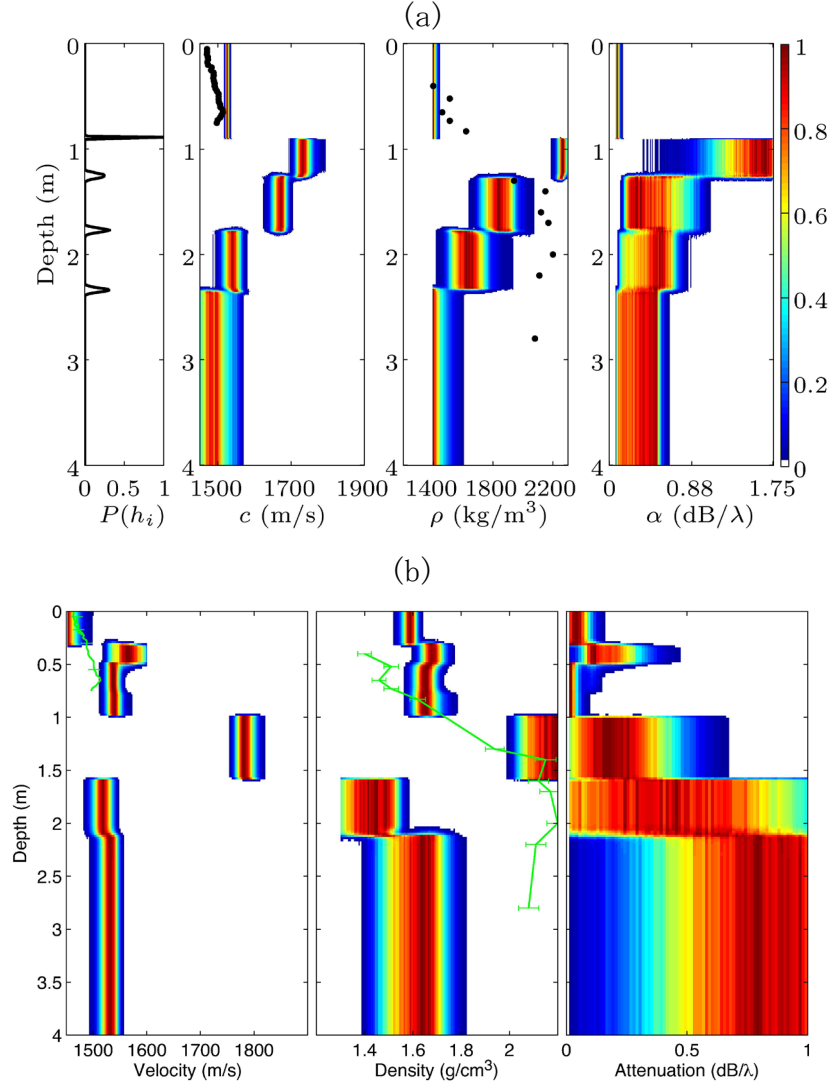 (a)
0
1
2
3
4
Depth (m)
0 0.5 1
P(h_i)
0
1
2
3
4
1500 1700 1900
c (m/s)
0
1
2
3
4
1400 1800 2200
ρ (kg/m³)
0
1
2
3
4
0 0.88 1.75
α (dB/λ)
1
0.8
0.6
0.4
0.2
0
(b)
0
0.5
1
1.5
2
2.5
3
3.5
4
Depth (m)
1500 1600 1700 1800
Velocity (m/s)
1.4 1.6 1.8 2
Density (g/cm³)
0 0.5 1
Attenuation (dB/λ)